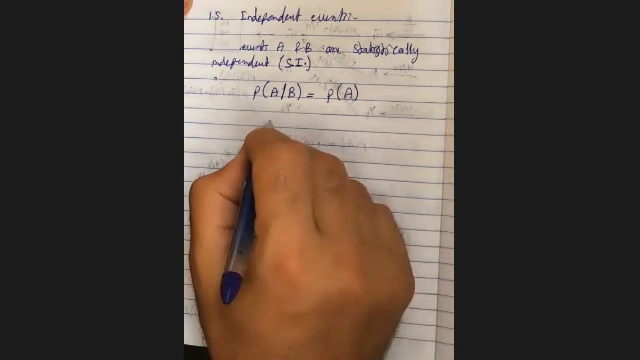 1.5. Independent events:-
events A & B are statistically
independent (S.I.)
P(A/B) = P(A)